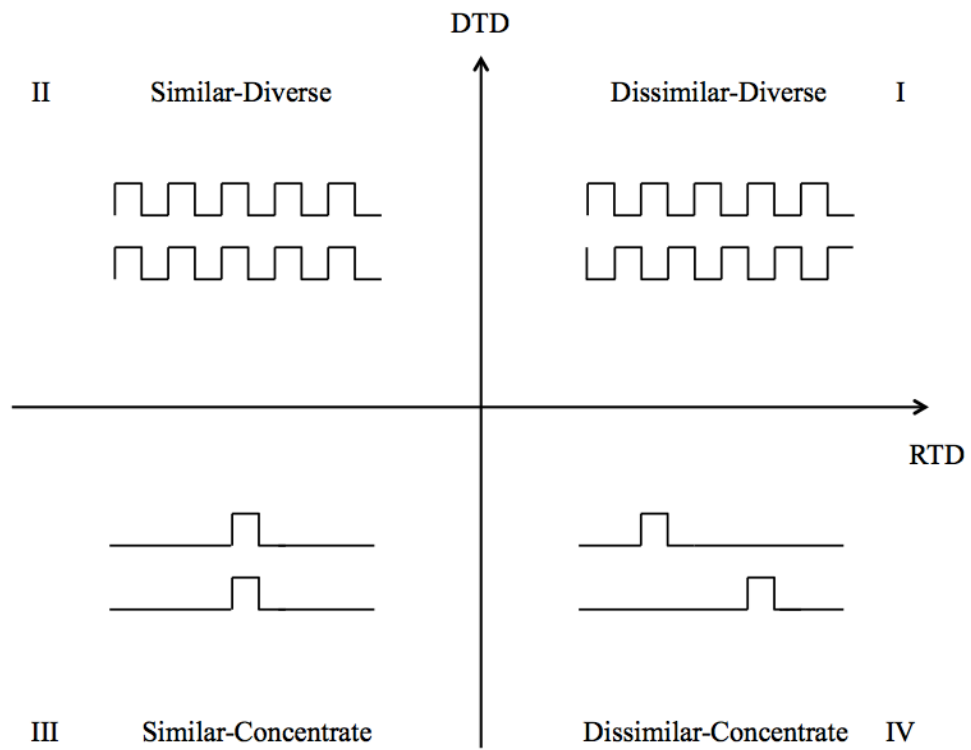 DTD
II Similar-Diverse Dissimilar-Diverse I
RTD
III Similar-Concentrate Dissimilar-Concentrate IV